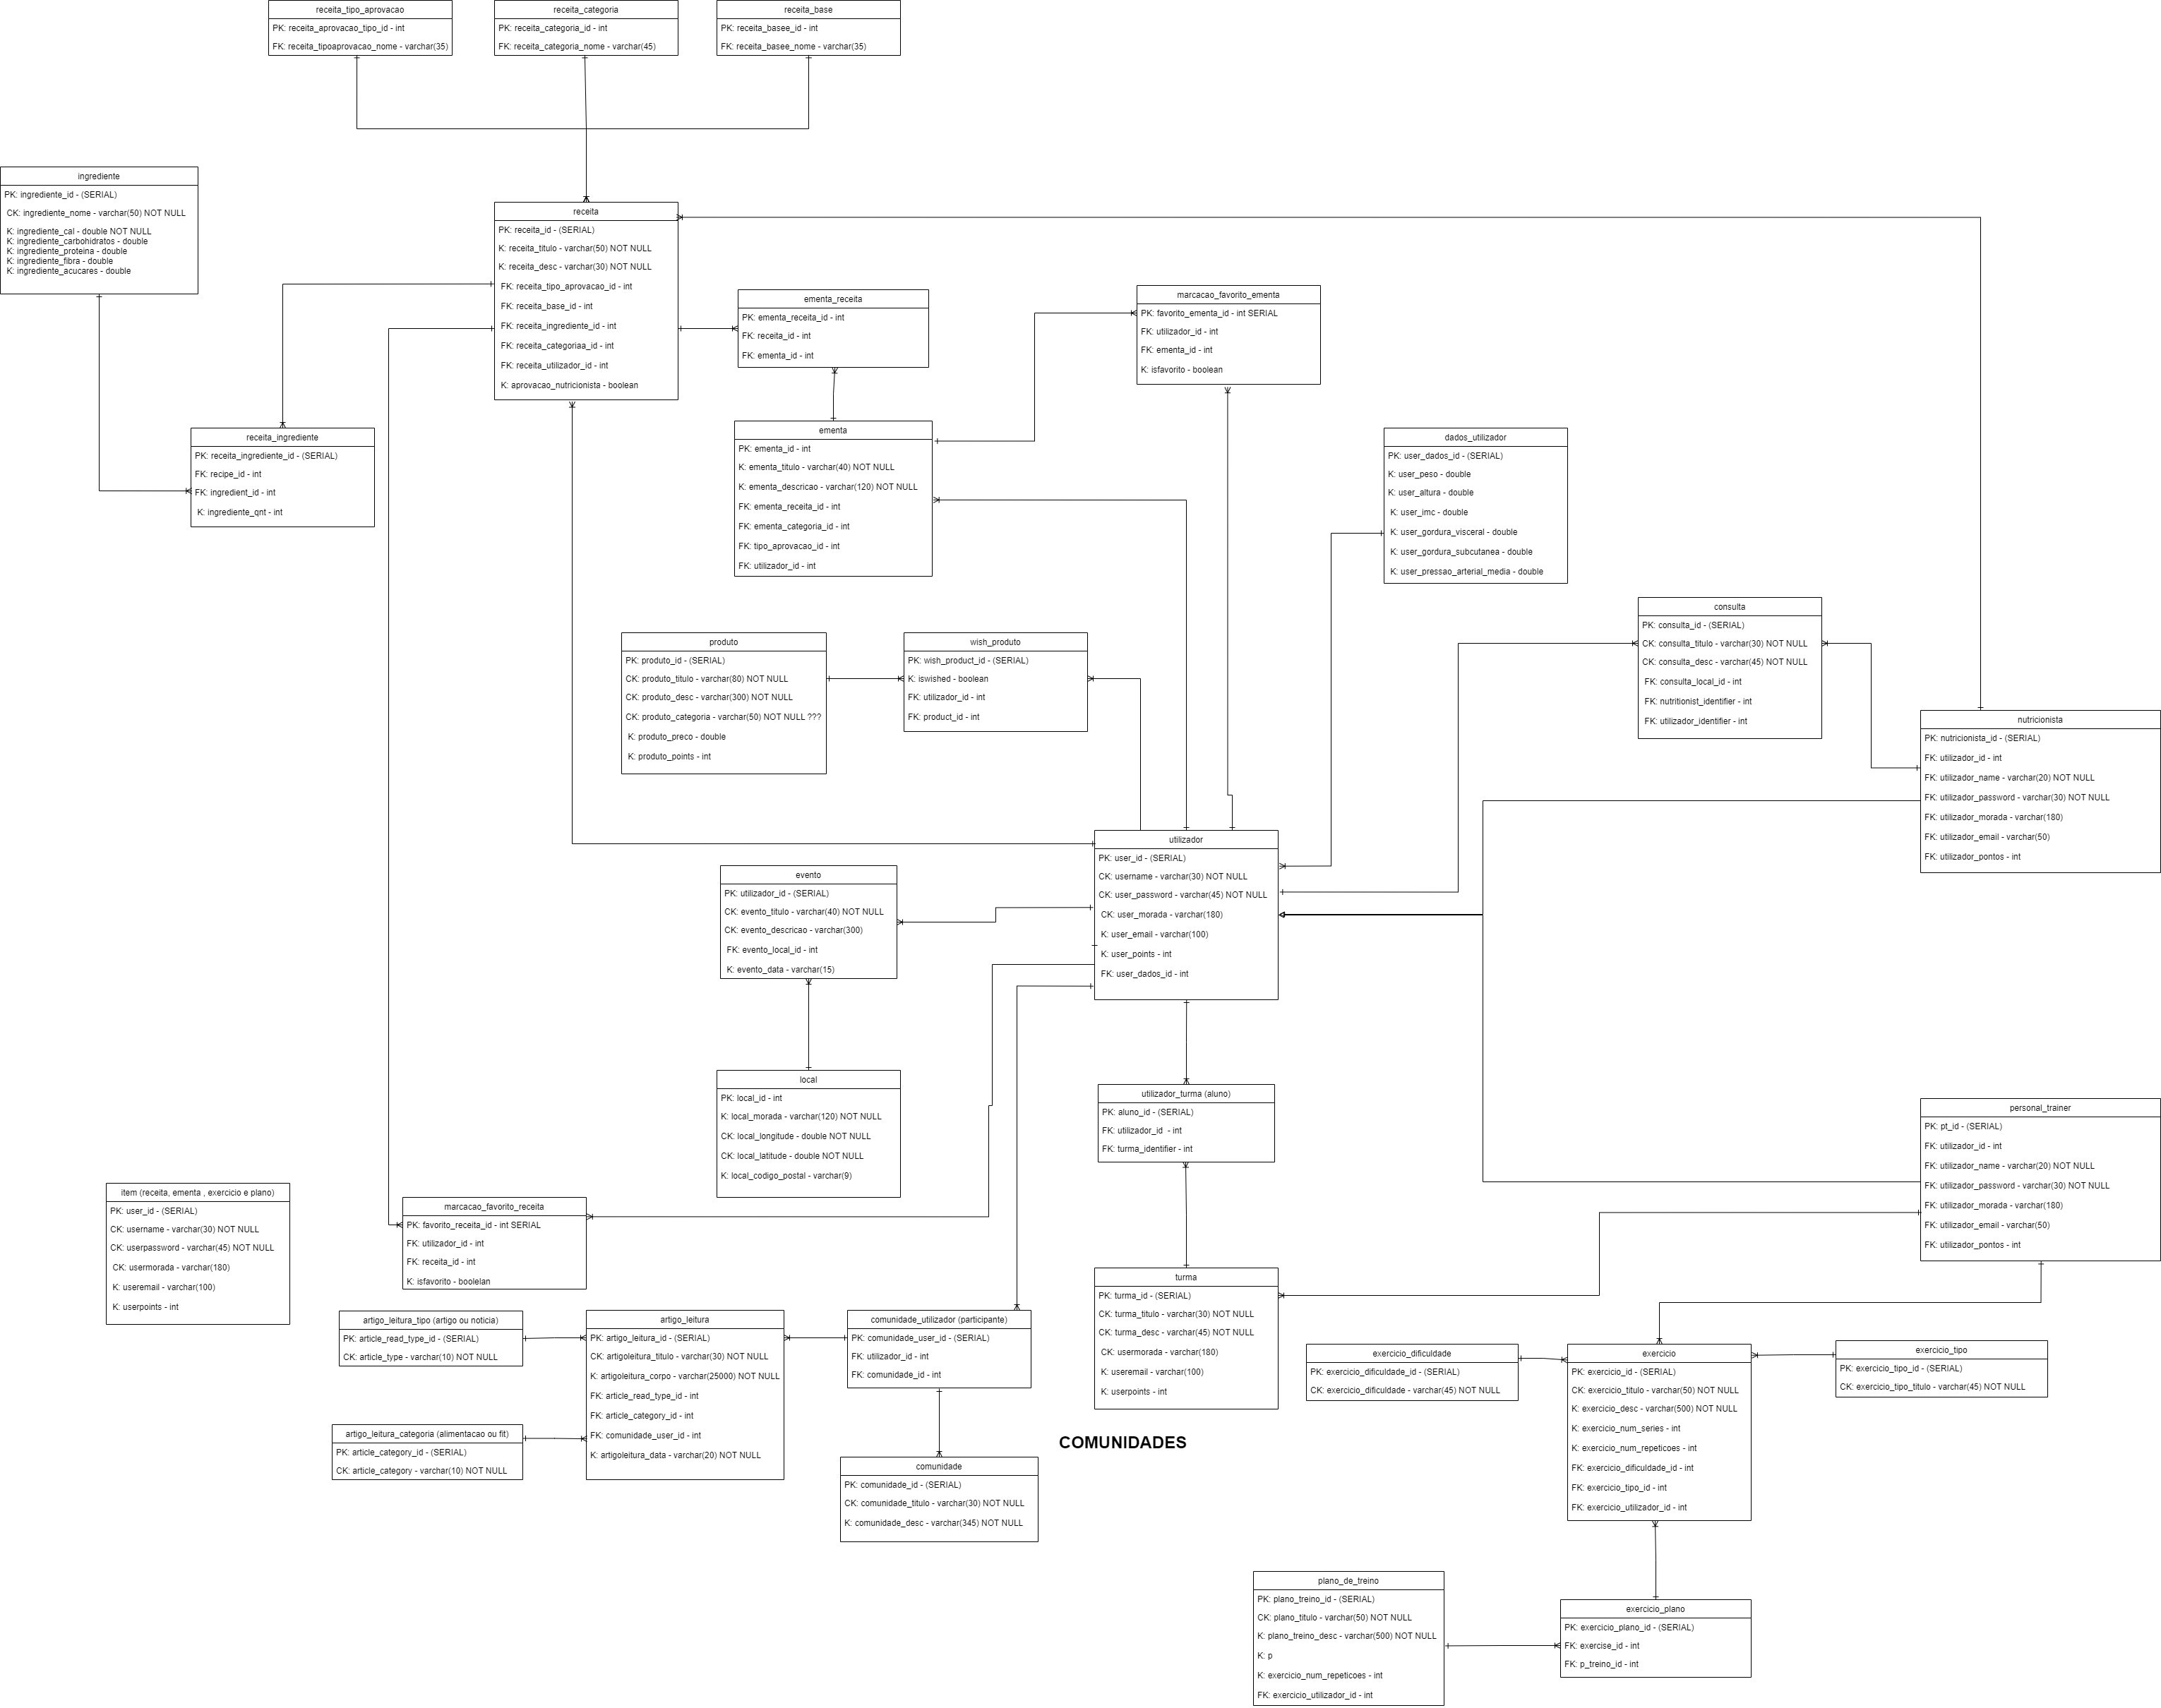 receita_tipo_aprovacao
PK: receita_aprovacao_tipo_id - int
FK: receita_tipoaprovacao_nome - varchar(35)
receita_categoria
PK: receita_categoria_id - int
FK: receita_categoria_nome - varchar(45)
receita_base
PK: receita_basee_id - int
FK: receita_basee_nome - varchar(35)
ingrediente
PK: ingrediente_id - (SERIAL)
CK: ingrediente_nome - varchar(50) NOT NULL
K: ingrediente_cal - double NOT NULL
K: ingrediente_carbohidratos - double
K: ingrediente_proteina - double
K: ingrediente_fibra - double
K: ingrediente_acucares - double
receita
PK: receita_id - (SERIAL)
K: receita_titulo - varchar(50) NOT NULL
K: receita_desc - varchar(30) NOT NULL
FK: receita_tipo_aprovacao_id - int
FK: receita_base_id - int
FK: receita_ingrediente_id - int
FK: receita_categoriaa_id - int
FK: receita_utilizador_id - int
K: aprovacao_nutricionista - boolean
ementa_receita
PK: ementa_receita_id - int
FK: receita_id - int
FK: ementa_id - int
marcacao_favorito_ementa
PK: favorito_ementa_id - int SERIAL
FK: utilizador_id - int
FK: ementa_id - int
K: isfavorito - boolean
receita_ingrediente
PK: receita_ingrediente_id - (SERIAL)
FK: recipe_id - int
FK: ingredient_id - int
K: ingrediente_qnt - int
ementa
PK: ementa_id - int
K: ementa_titulo - varchar(40) NOT NULL
K: ementa_descricao - varchar(120) NOT NULL
FK: ementa_receita_id - int
FK: ementa_categoria_id - int
FK: tipo_aprovacao_id - int
FK: utilizador_id - int
dados_utilizador
PK: user_dados_id - (SERIAL)
K: user_peso - double
K: user_altura - double
K: user_imc - double
K: user_gordura_visceral - double
K: user_gordura_subcutanea - double
K: user_pressao_arterial_media - double
produto
PK: produto_id - (SERIAL)
CK: produto_titulo - varchar(80) NOT NULL
CK: produto_desc - varchar(300) NOT NULL
CK: produto_categoria - varchar(50) NOT NULL ???
K: produto_preco - double
K: produto_points - int
wish_produto
PK: wish_product_id - (SERIAL)
K: iswished - boolean
FK: utilizador_id - int
FK: product_id - int
consulta
PK: consulta_id - (SERIAL)
CK: consulta_titulo - varchar(30) NOT NULL
CK: consulta_desc - varchar(45) NOT NULL
FK: consulta_local_id - int
FK: nutritionist_identifier - int
FK: utilizador_identifier - int
nutricionista
PK: nutricionista_id - (SERIAL)
FK: utilizador_id - int
FK: utilizador_name - varchar(20) NOT NULL
FK: utilizador_password - varchar(30) NOT NULL
FK: utilizador_morada - varchar(180)
FK: utilizador_email - varchar(50)
FK: utilizador_pontos - int
utilizador
PK: user_id - (SERIAL)
CK: username - varchar(30) NOT NULL
CK: user_password - varchar(45) NOT NULL
CK: user_morada - varchar(180)
K: user_email - varchar(100)
K: user_points - int
FK: user_dados_id - int
evento
PK: utilizador_id - (SERIAL)
CK: evento_titulo - varchar(40) NOT NULL
CK: evento_descricao - varchar(300)
FK: evento_local_id - int
K: evento_data - varchar(15)
local
PK: local_id - int
K: local_morada - varchar(120) NOT NULL
CK: local_longitude - double NOT NULL
CK: local_latitude - double NOT NULL
K: local_codigo_postal - varchar(9)
utilizador_turma (aluno)
PK: aluno_id - (SERIAL)
FK: utilizador_id  - int
FK: turma_identifier - int
personal_trainer
PK: pt_id - (SERIAL)
FK: utilizador_id - int
FK: utilizador_name - varchar(20) NOT NULL
FK: utilizador_password - varchar(30) NOT NULL
FK: utilizador_morada - varchar(180)
FK: utilizador_email - varchar(50)
FK: utilizador_pontos - int
item (receita, ementa , exercicio e plano)
PK: user_id - (SERIAL)
CK: username - varchar(30) NOT NULL
CK: userpassword - varchar(45) NOT NULL
CK: usermorada - varchar(180)
K: useremail - varchar(100)
K: userpoints - int
marcacao_favorito_receita
PK: favorito_receita_id - int SERIAL
FK: utilizador_id - int
FK: receita_id - int
K: isfavorito - boolelan
turma
PK: turma_id - (SERIAL)
CK: turma_titulo - varchar(30) NOT NULL
CK: turma_desc - varchar(45) NOT NULL
CK: usermorada - varchar(180)
K: useremail - varchar(100)
K: userpoints - int
artigo_leitura_tipo (artigo ou noticia)
PK: article_read_type_id - (SERIAL)
CK: article_type - varchar(10) NOT NULL
artigo_leitura
PK: artigo_leitura_id - (SERIAL)
CK: artigoleitura_titulo - varchar(30) NOT NULL
K: artigoleitura_corpo - varchar(25000) NOT NULL
FK: article_read_type_id - int
FK: article_category_id - int
FK: comunidade_user_id - int
K: artigoleitura_data - varchar(20) NOT NULL
comunidade_utilizador (participante)
PK: comunidade_user_id - (SERIAL)
FK: utilizador_id - int
FK: comunidade_id - int
artigo_leitura_categoria (alimentacao ou fit)
PK: article_category_id - (SERIAL)
CK: article_category - varchar(10) NOT NULL
COMUNIDADES
comunidade
PK: comunidade_id - (SERIAL)
CK: comunidade_titulo - varchar(30) NOT NULL
K: comunidade_desc - varchar(345) NOT NULL
exercicio_dificuldade
PK: exercicio_dificuldade_id - (SERIAL)
CK: exercicio_dificuldade - varchar(45) NOT NULL
exercicio
PK: exercicio_id - (SERIAL)
CK: exercicio_titulo - varchar(50) NOT NULL
K: exercicio_desc - varchar(500) NOT NULL
K: exercicio_num_series - int
K: exercicio_num_repeticoes - int
FK: exercicio_dificuldade_id - int
FK: exercicio_tipo_id - int
FK: exercicio_utilizador_id - int
exercicio_tipo
PK: exercicio_tipo_id - (SERIAL)
CK: exercicio_tipo_titulo - varchar(45) NOT NULL
plano_de_treino
PK: plano_treino_id - (SERIAL)
CK: plano_titulo - varchar(50) NOT NULL
K: plano_treino_desc - varchar(500) NOT NULL
K: p
K: exercicio_num_repeticoes - int
FK: exercicio_utilizador_id - int
exercicio_plano
PK: exercicio_plano_id - (SERIAL)
FK: exercise_id - int
FK: p_treino_id - int